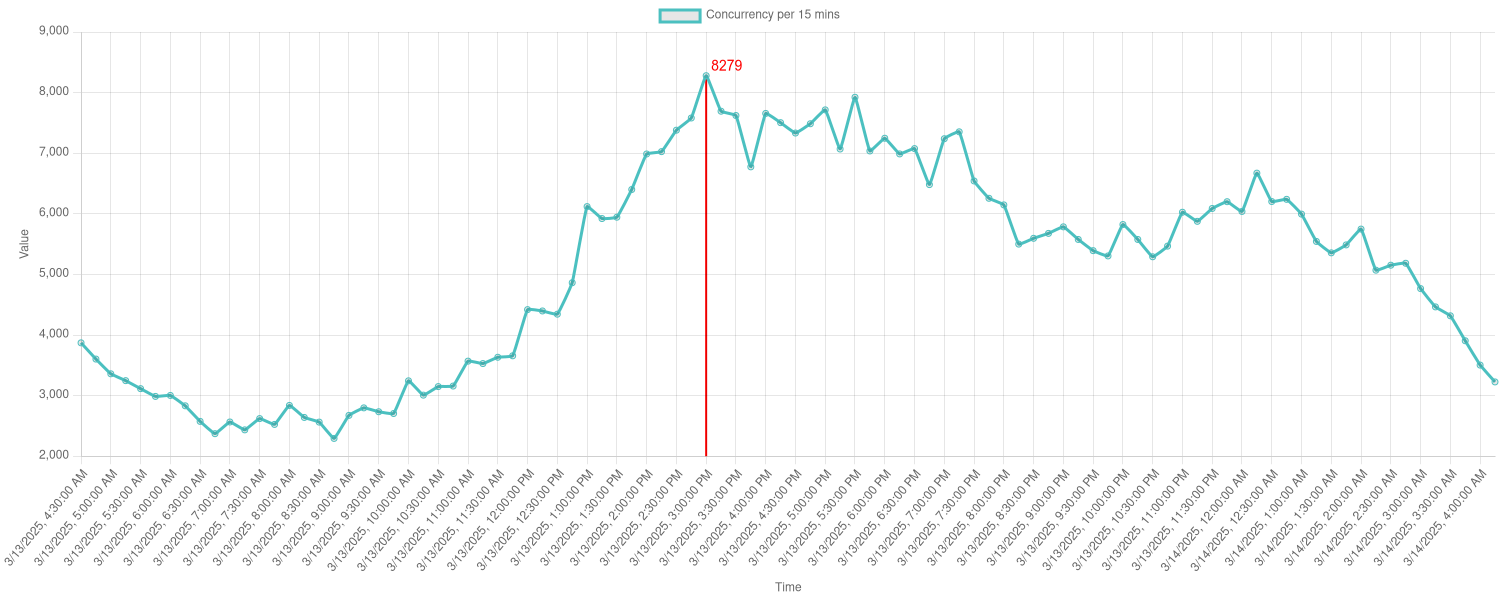 Concurrency per 15 mins
9,000
8279
8,000
7,000
6,000
Value
5,000
4,000
3,000
2,000
3/13/2025, 4:30:00 AM
3/13/2025, 5:00:00 AM
3/13/2025, 5:30:00 AM
3/13/2025, 6:00:00 AM
3/13/2025, 6:30:00 AM
3/13/2025, 7:00:00 AM
3/13/2025, 7:30:00 AM
3/13/2025, 8:00:00 AM
3/13/2025, 8:30:00 AM
3/13/2025, 9:00:00 AM
3/13/2025, 9:30:00 AM
3/13/2025, 10:00:00 AM
3/13/2025, 10:30:00 AM
3/13/2025, 11:00:00 AM
3/13/2025, 11:30:00 AM
3/13/2025, 12:00:00 PM
3/13/2025, 12:30:00 PM
3/13/2025, 1:00:00 PM
3/13/2025, 1:30:00 PM
3/13/2025, 2:00:00 PM
3/13/2025, 2:30:00 PM
3/13/2025, 3:00:00 PM
3/13/2025, 3:30:00 PM
3/13/2025, 4:00:00 PM
3/13/2025, 4:30:00 PM
3/13/2025, 5:00:00 PM
3/13/2025, 5:30:00 PM
3/13/2025, 6:00:00 PM
3/13/2025, 6:30:00 PM
3/13/2025, 7:00:00 PM
3/13/2025, 7:30:00 PM
3/13/2025, 8:00:00 PM
3/13/2025, 8:30:00 PM
3/13/2025, 9:00:00 PM
3/13/2025, 9:30:00 PM
3/13/2025, 10:00:00 PM
3/13/2025, 10:30:00 PM
3/13/2025, 11:00:00 PM
3/13/2025, 11:30:00 PM
3/14/2025, 12:00:00 AM
3/14/2025, 12:30:00 AM
3/14/2025, 1:00:00 AM
3/14/2025, 1:30:00 AM
3/14/2025, 2:00:00 AM
3/14/2025, 2:30:00 AM
3/14/2025, 3:00:00 AM
3/14/2025, 3:30:00 AM
3/14/2025, 4:00:00 AM
Time